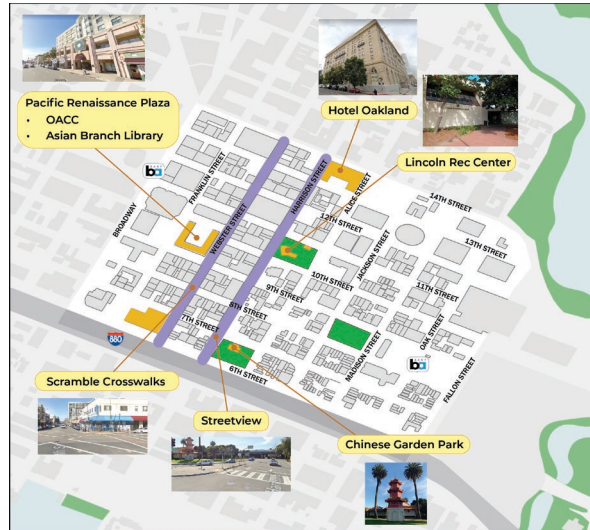 Pacific Renaissance Plaza
• OACC
• Asian Branch Library
Hotel Oakland
Lincoln Rec Center
ba
FRANKLIN STREET
BROADWAY
WEBSTER STREET
HARRISON STREET
ALICE STREET
14TH STREET
13TH STREET
12TH STREET
JACKSON STREET
11TH STREET
10TH STREET
9TH STREET
8TH STREET
7TH STREET
6TH STREET
OAK STREET
MADISON STREET
FALLON STREET
880
ba
Scramble Crosswalks
Streetview
Chinese Garden Park